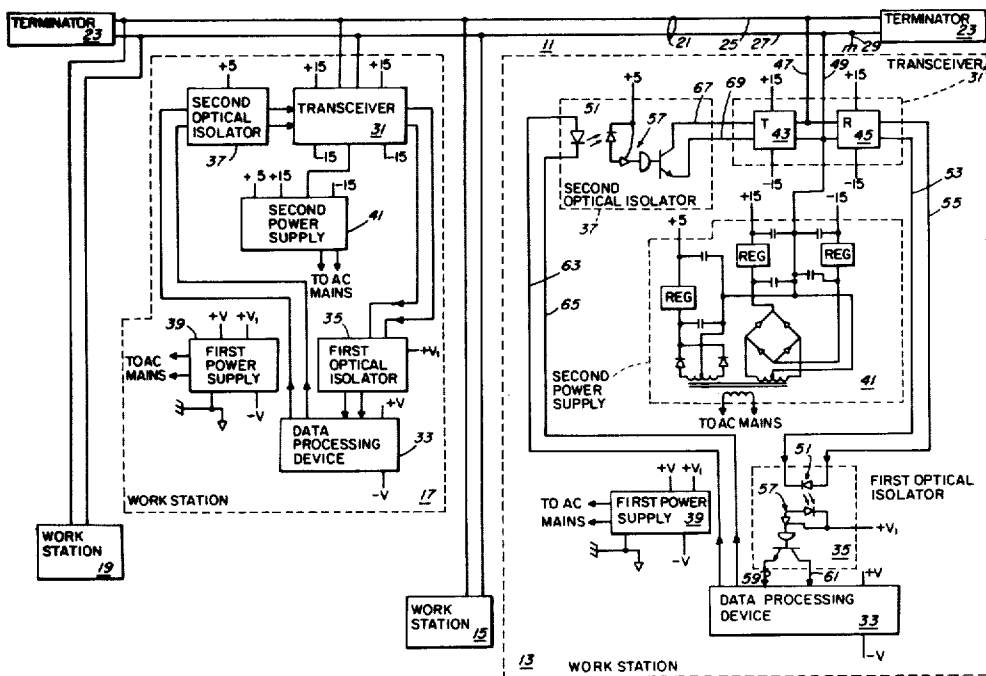 TERMINATOR
23
TERMINATOR
23
21
25
27
29
11
47
49
TRANSCEIVER
31
+5
SECOND
OPTICAL
ISOLATOR
37
+15
+15
TRANSCEIVER
31
-15
-15
+5 +15
-15
SECOND
POWER
SUPPLY
41
TO AC
MAINS
39
+V +V1
FIRST
POWER
SUPPLY
TO AC
MAINS
-V
35
FIRST
OPTICAL
ISOLATOR
+V1
+V
DATA
PROCESSING
DEVICE
33
-V
WORK STATION
17
WORK
STATION
19
WORK
STATION
15
51
+5
57
67
69
SECOND
OPTICAL ISOLATOR
37
+15
T
43
-15
+15
R
45
-15
53
55
63
65
+5
+15
-15
REG
REG
REG
SECOND
POWER
SUPPLY
41
TO AC MAINS
+V +V1
TO AC
MAINS
FIRST POWER
SUPPLY
39
-V
51
57
FIRST OPTICAL
ISOLATOR
+V1
35
59
61
+V
DATA PROCESSING
DEVICE
33
-V
13
WORK STATION